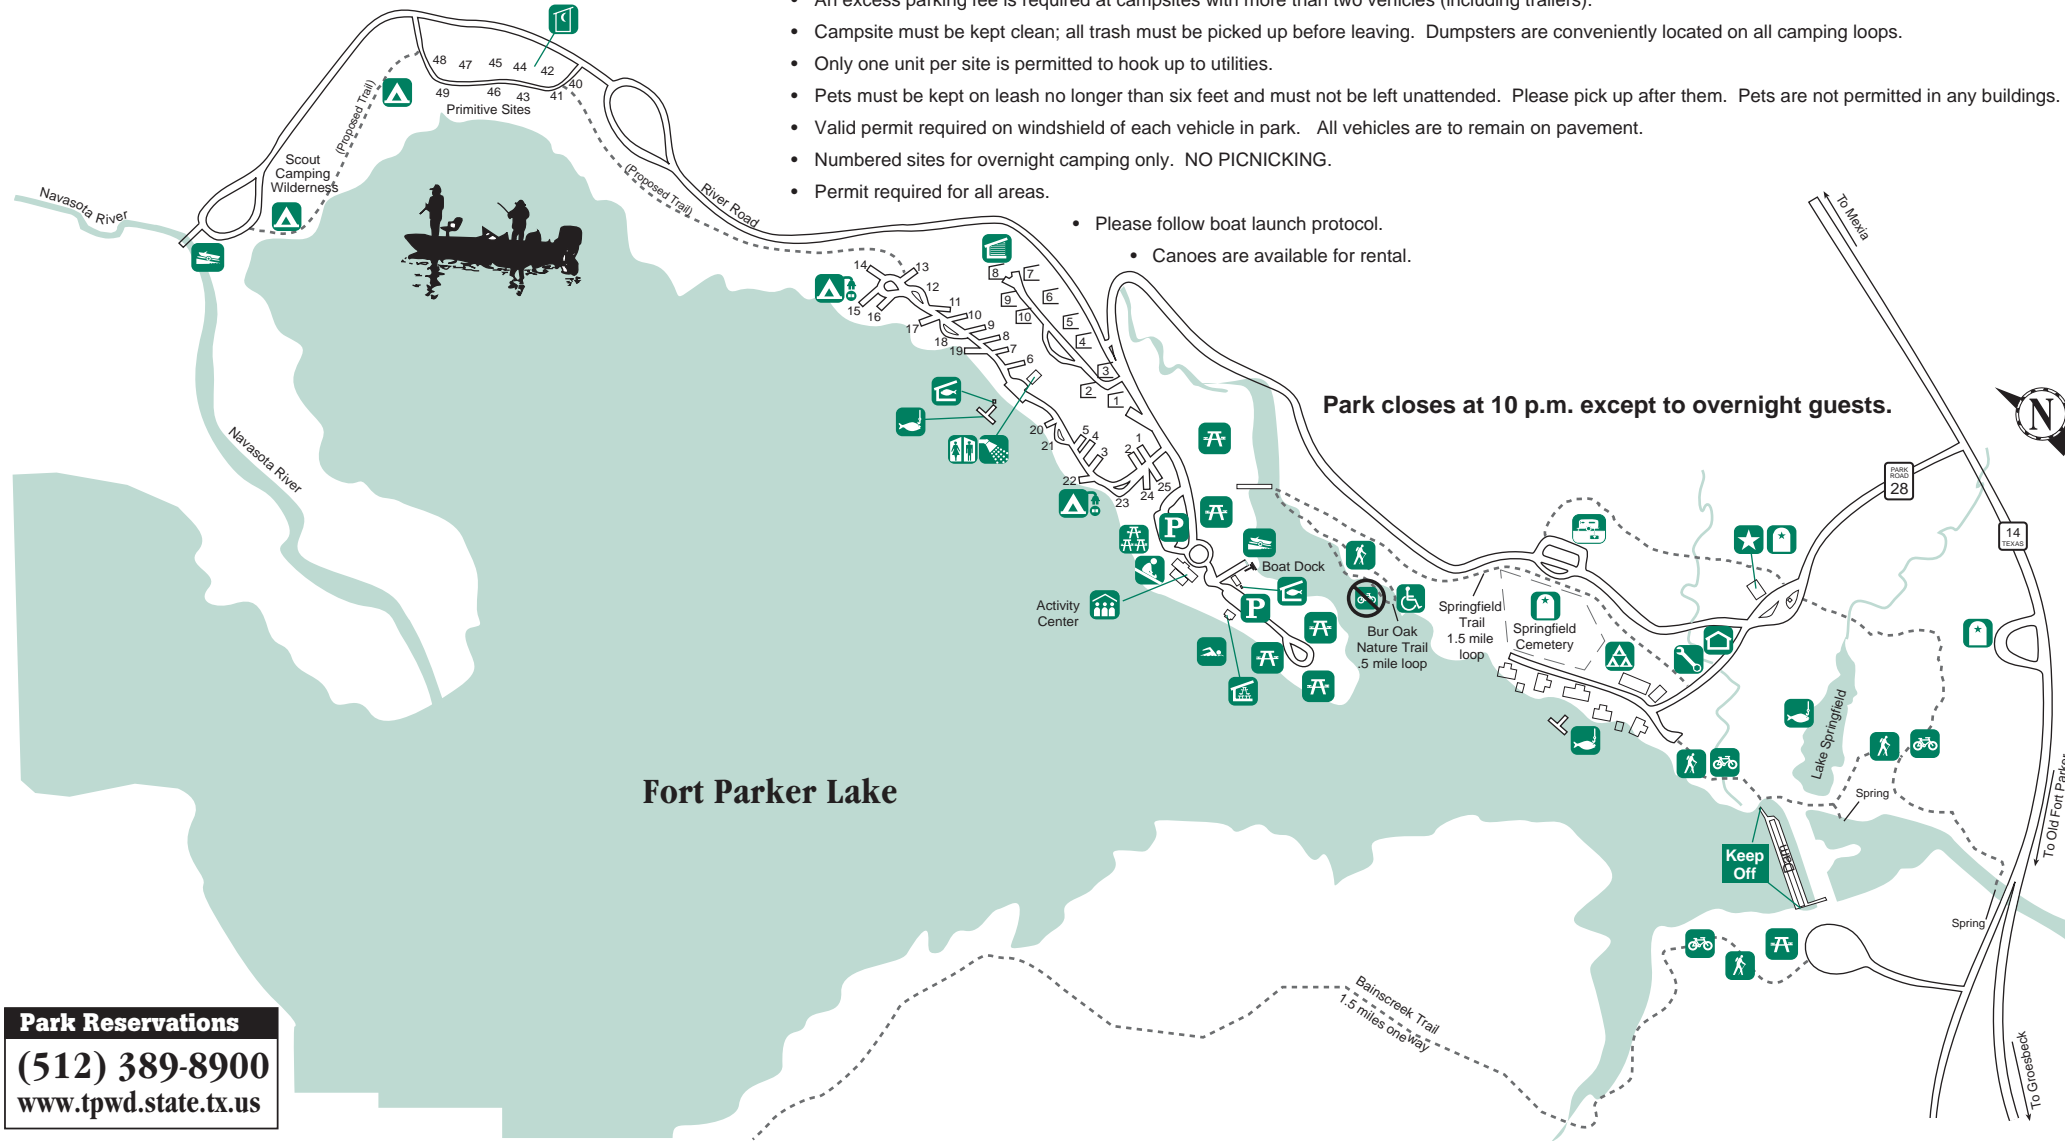 • An excess parking fee is required at campsites with more than two vehicles (including trailers).
• Campsite must be kept clean; all trash must be picked up before leaving. Dumpsters are conveniently located on all camping loops.
• Only one unit per site is permitted to hook up to utilities.
• Pets must be kept on leash no longer than six feet and must not be left unattended. Please pick up after them. Pets are not permitted in any buildings.
• Valid permit required on windshield of each vehicle in park. All vehicles are to remain on pavement.
• Numbered sites for overnight camping only. NO PICNICKING.
• Permit required for all areas.
• Please follow boat launch protocol.
• Canoes are available for rental.
48 47 45 44 42 40
49 46 43 41
Primitive Sites
(Proposed Trail)
Scout
Camping
Wilderness
Navasota River
(Proposed Trail)
River Road
To Mexia
14 13
12
15 16
11
10
17
9
18
8
19
7
6
8 7
9 6
10
5
4
3
2
1
Park closes at 10 p.m. except to overnight guests.
N
PARK
ROAD
28
14
TEXAS
Navasota River
20
21
5
4
3
2
1
22
23
24
25
P
Boat Dock
P
Activity
Center
Bur Oak
Nature Trail
.5 mile loop
Springfield
Trail
1.5 mile
loop
Springfield
Cemetery
Lake Springfield
Spring
To Old Fort Parker
Fort Parker Lake
Keep
Off
Dam
Spring
Bainscreek Trail
1.5 miles oneway
To Groesbeck
Park Reservations
(512) 389-8900
www.tpwd.state.tx.us